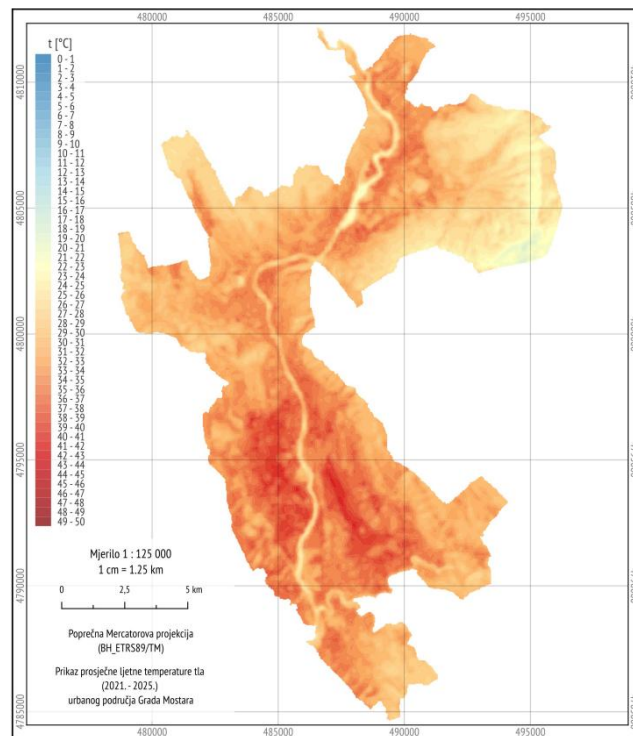 480000 485000 490000 495000
t [°C]
0 - 1
1 - 2
2 - 3
3 - 4
4 - 5
5 - 6
6 - 7
7 - 8
8 - 9
9 - 10
10 - 11
11 - 12
12 - 13
13 - 14
14 - 15
15 - 16
16 - 17
17 - 18
18 - 19
19 - 20
20 - 21
21 - 22
22 - 23
23 - 24
24 - 25
25 - 26
26 - 27
27 - 28
28 - 29
29 - 30
30 - 31
31 - 32
32 - 33
33 - 34
34 - 35
35 - 36
36 - 37
37 - 38
38 - 39
39 - 40
40 - 41
41 - 42
42 - 43
43 - 44
44 - 45
45 - 46
46 - 47
47 - 48
48 - 49
49 - 50
4810000
4805000
4800000
4795000
4790000
4785000
Mjerilo 1 : 125 000
1 cm = 1.25 km
0 2,5 5 km
Poprečna Mercatorova projekcija
(BH_ETRS89/TM)
Prikaz prosječne ljetne temperature tla
(2021. - 2025.)
urbanog područja Grada Mostara
480000 485000 490000 495000